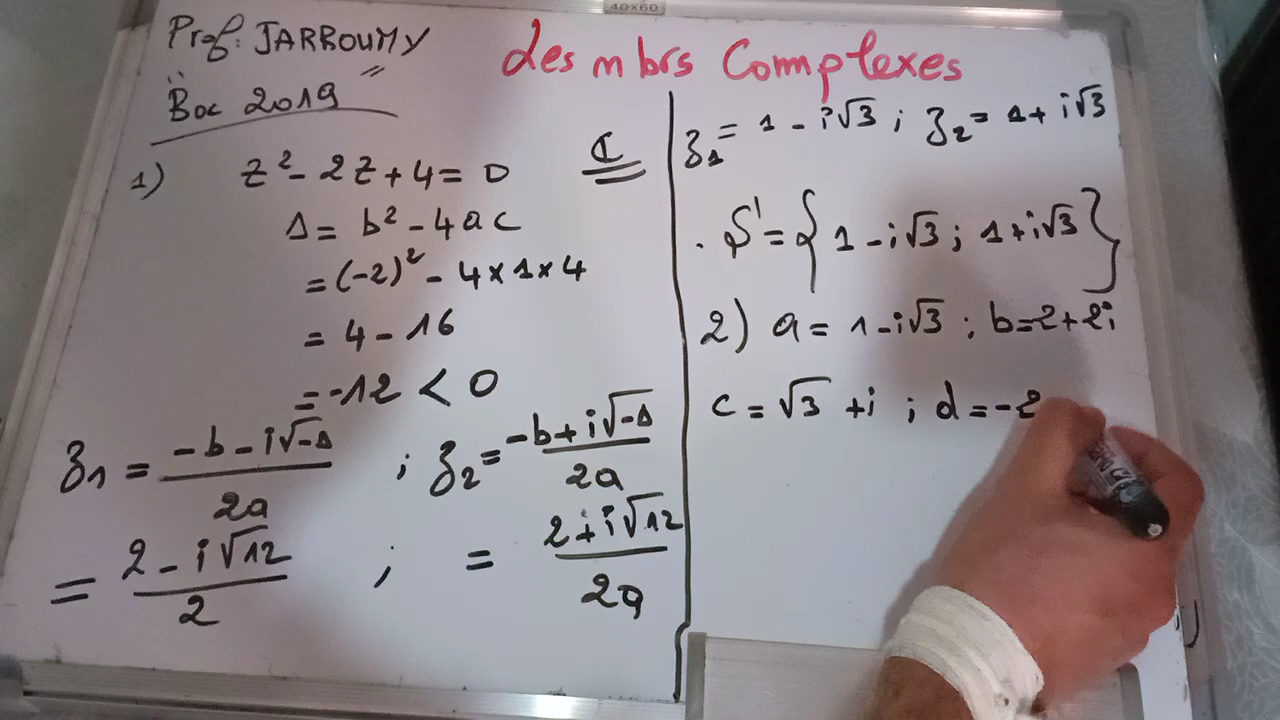 40x60
Prof: JARROUMY
Bac 2019
Les nbrs Complexes
1) z² - 2z + 4 = 0 ℂ
Δ = b² - 4ac
= (-2)² - 4×1×4
= 4 - 16
= -12 < 0
z₁ = (-b - i√-Δ)/2a ; z₂ = (-b + i√-Δ)/2a
= (2 - i√12)/2 ; = (2 + i√12)/2a
z₁ = 1 - i√3 ; z₂ = 1 + i√3
. S = {1 - i√3 ; 1 + i√3}
2) a = 1 - i√3 ; b = 2 + 2i
c = √3 + i ; d = -2